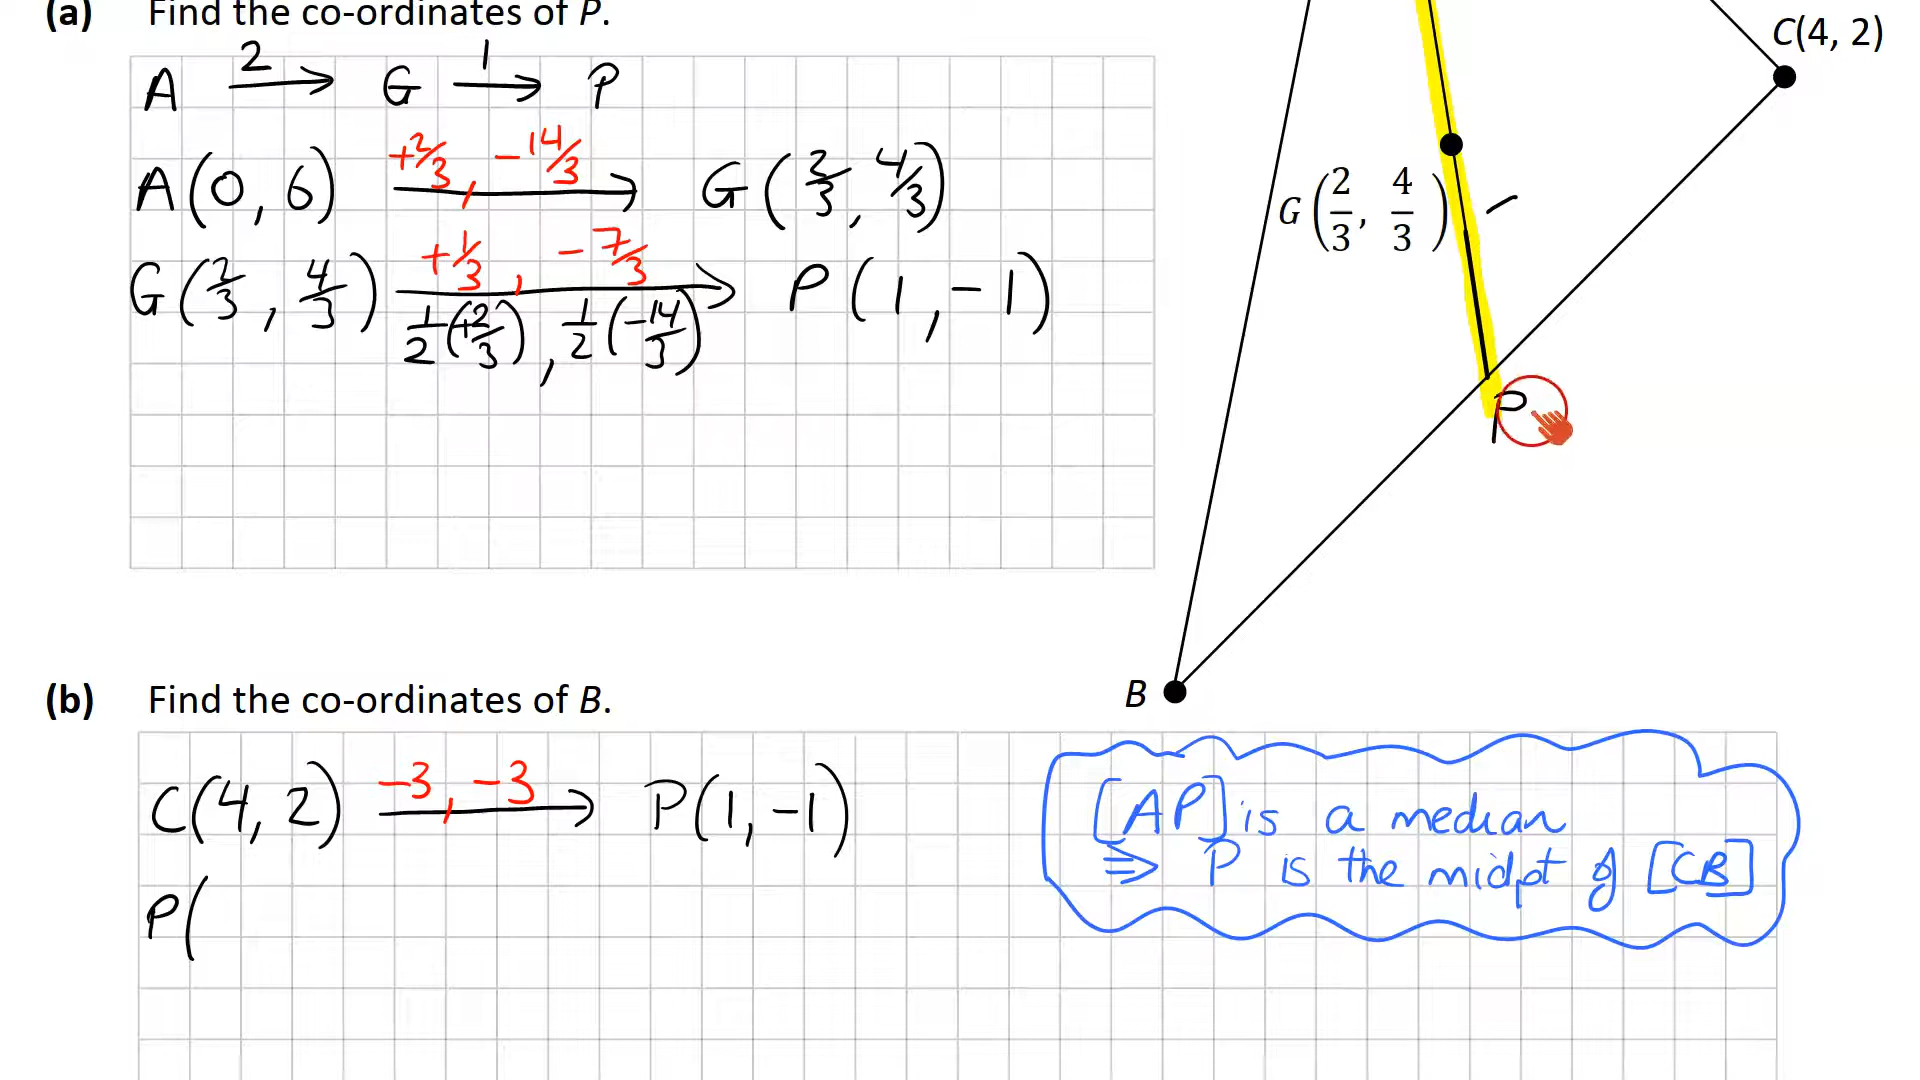 (a) Find the co-ordinates of P.
A 2→ G 1→ P
A(0, 6) +2/3, -14/3 → G(2/3, 4/3)
G(2/3, 4/3) +1/3, -7/3 → P(1, -1)
1/2(+2/3), 1/2(-14/3)
C(4, 2)
G(2/3, 4/3)
P
B
(b) Find the co-ordinates of B.
C(4, 2) -3, -3 → P(1, -1)
P(
[AP] is a median
⇒ P is the midpt of [CB]